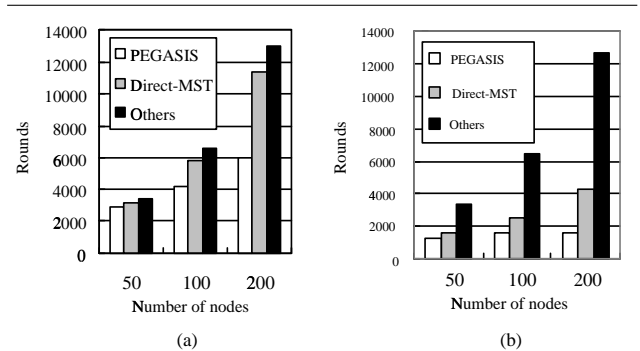 14000
12000
10000
8000
6000
4000
2000
0
Rounds
PEGASIS
Direct-MST
Others
50 100 200
Number of nodes
(a)
14000
12000
10000
8000
6000
4000
2000
0
Rounds
PEGASIS
Direct-MST
Others
50 100 200
Number of nodes
(b)